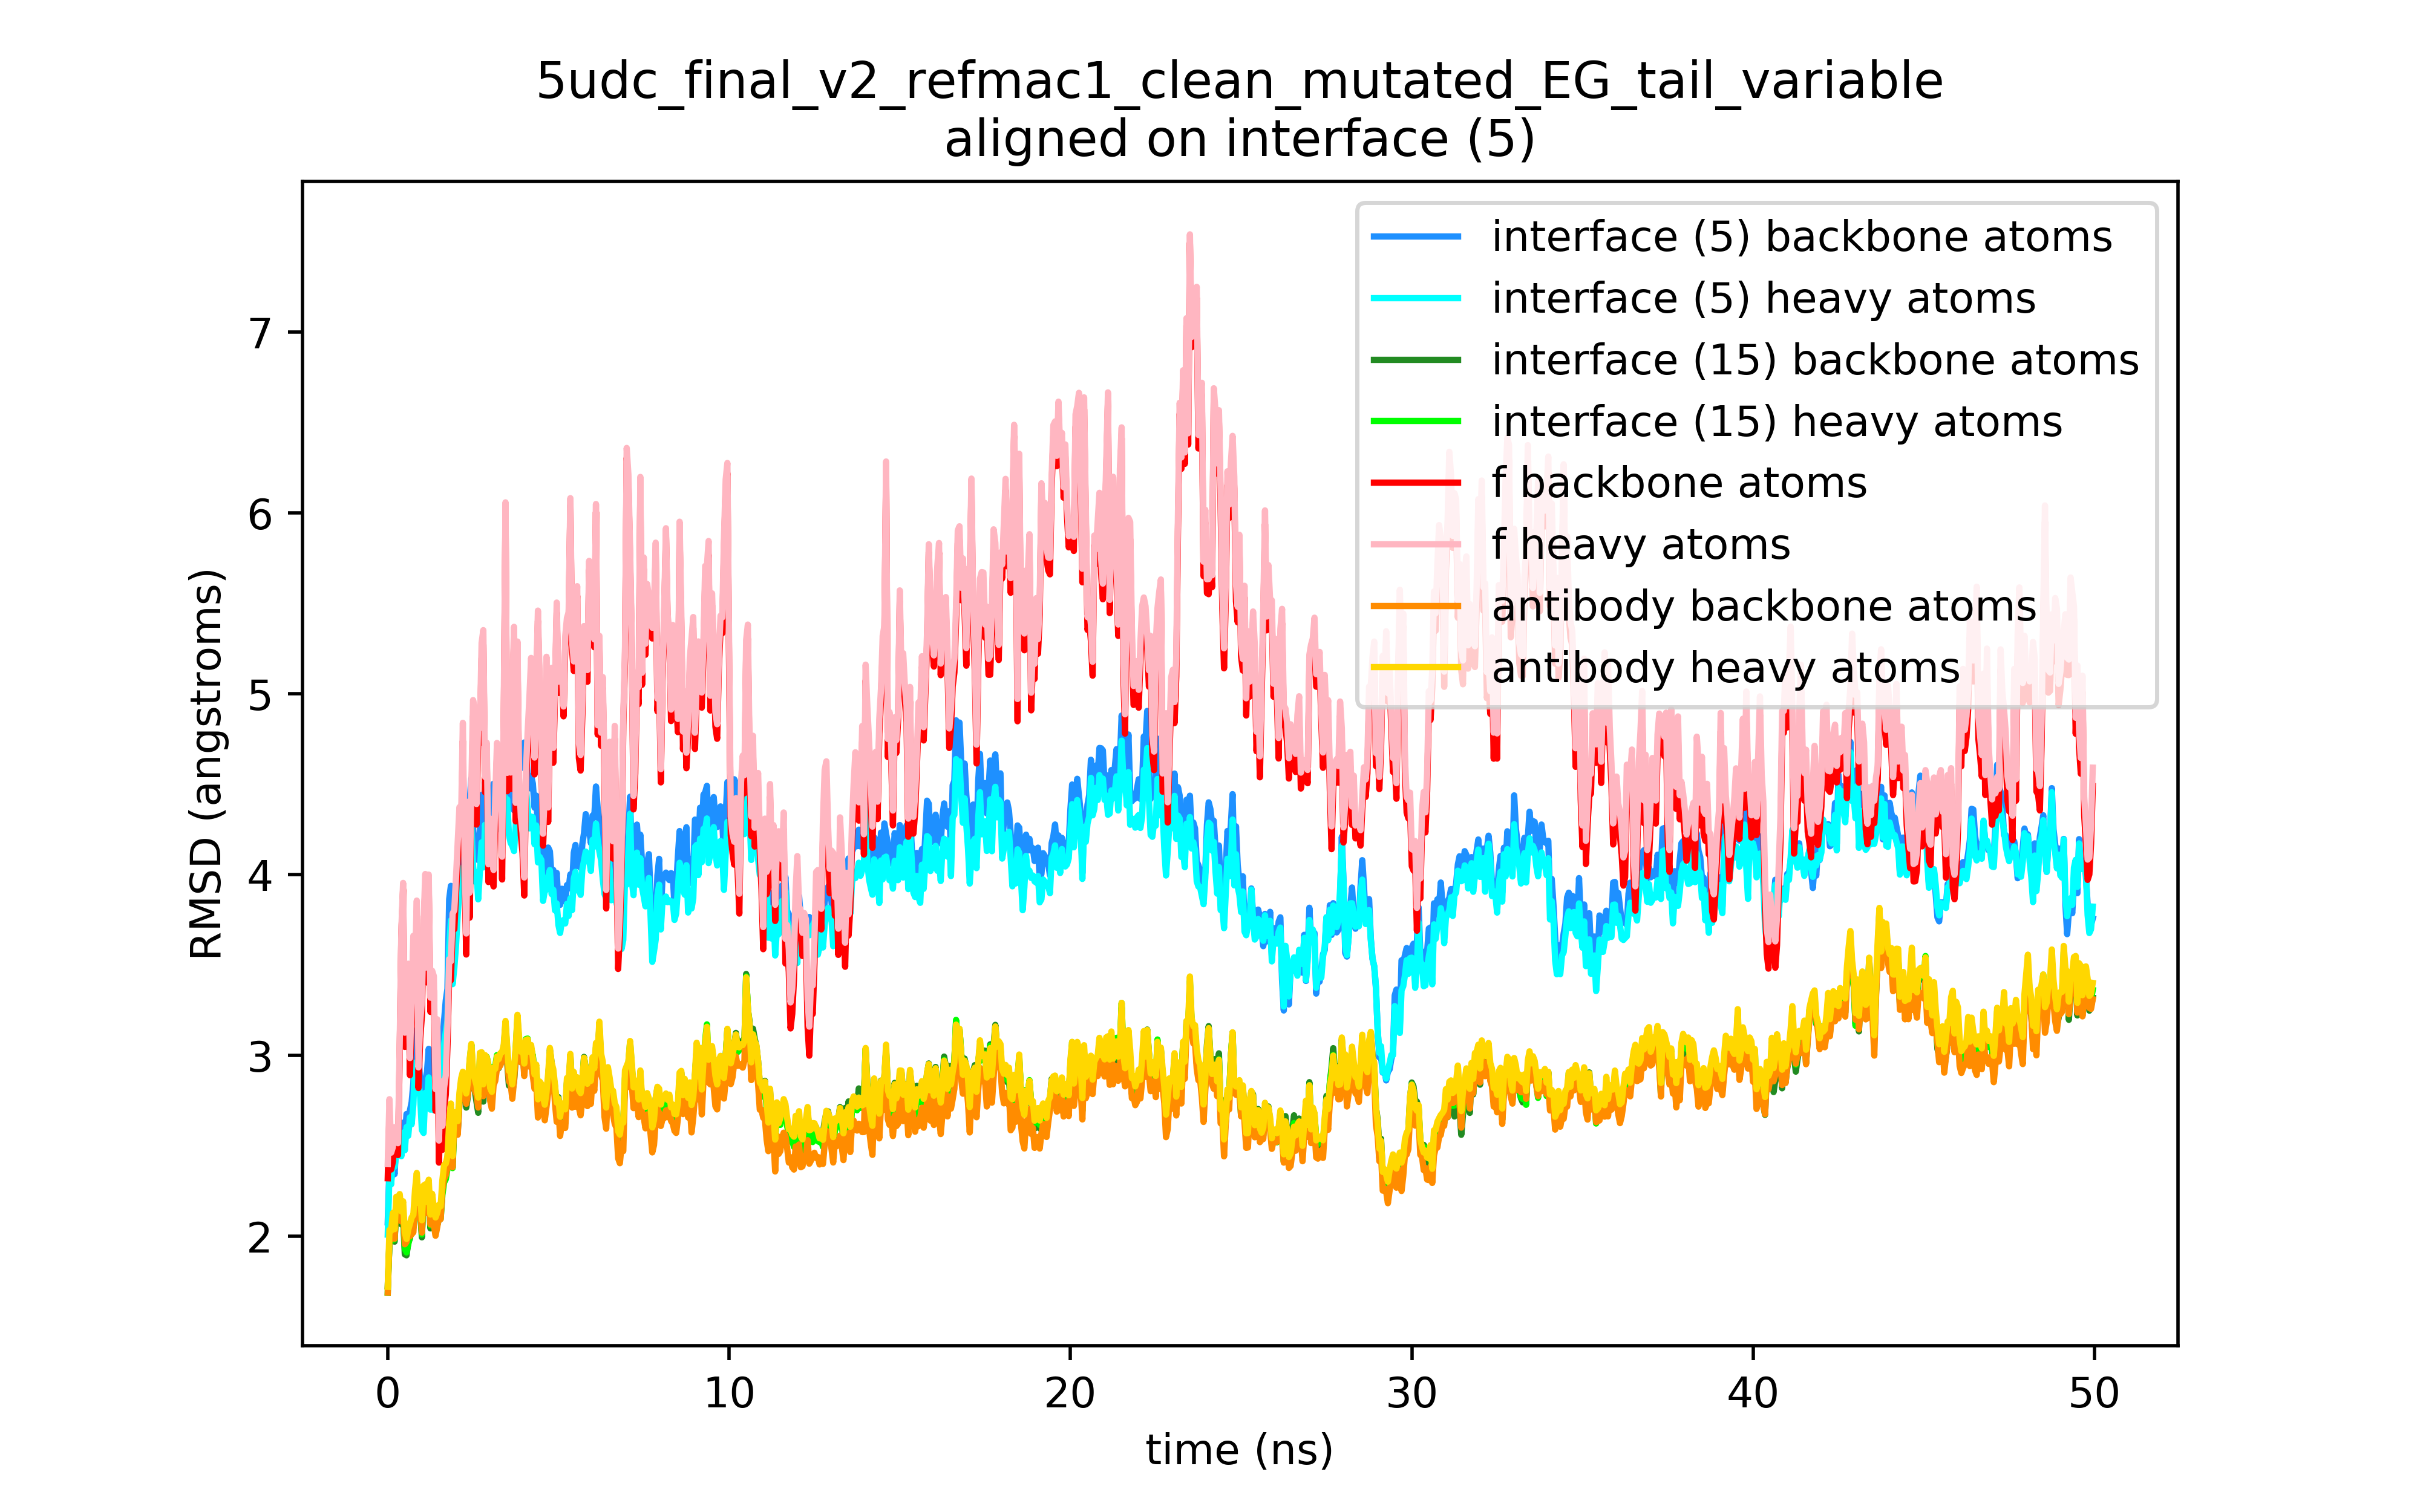 5udc_final_v2_refmac1_clean_mutated_EG_tail_variable
aligned on interface (5)
interface (5) backbone atoms
interface (5) heavy atoms
interface (15) backbone atoms
interface (15) heavy atoms
f backbone atoms
f heavy atoms
antibody backbone atoms
antibody heavy atoms
RMSD (angstroms)
7
6
5
4
3
2
0
10
20
30
40
50
time (ns)